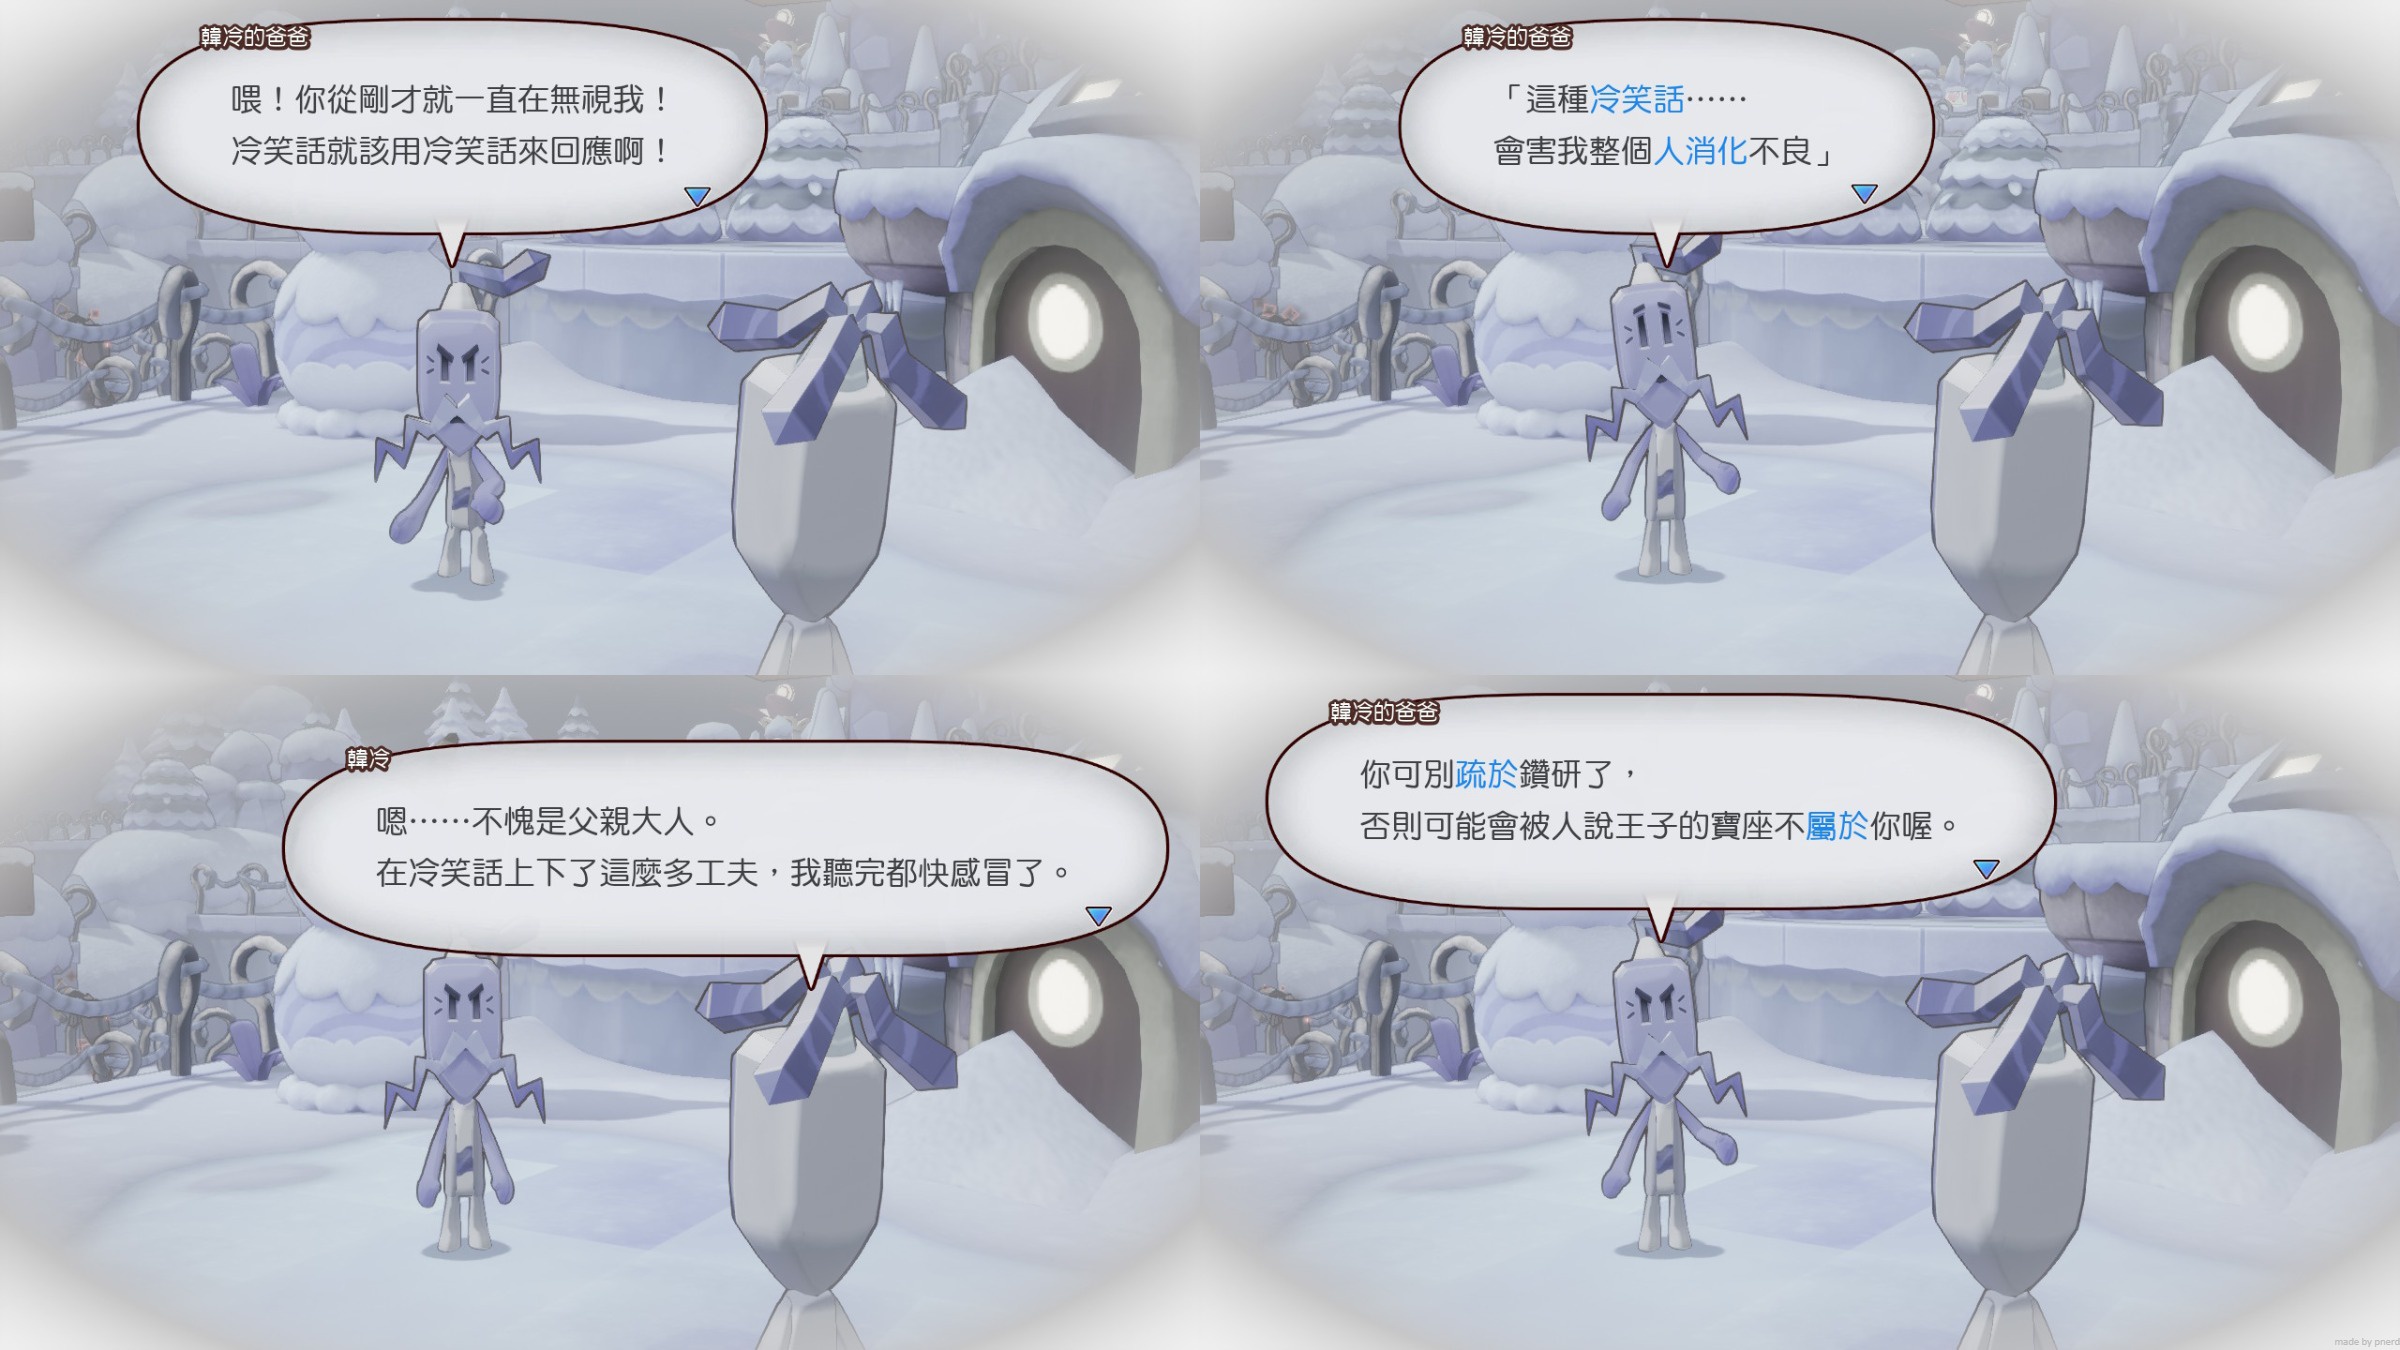 韓冷的爸爸
喂！你從剛才就一直在無視我！
冷笑話就該用冷笑話來回應啊！
韓冷的爸爸
「這種冷笑話……
會害我整個人消化不良」
韓冷
嗯……不愧是父親大人。
在冷笑話上下了這麼多工夫，我聽完都快感冒了。
韓冷的爸爸
你可別疏於鑽研了，
否則可能會被人說王子的寶座不屬於你喔。
made by pnerd